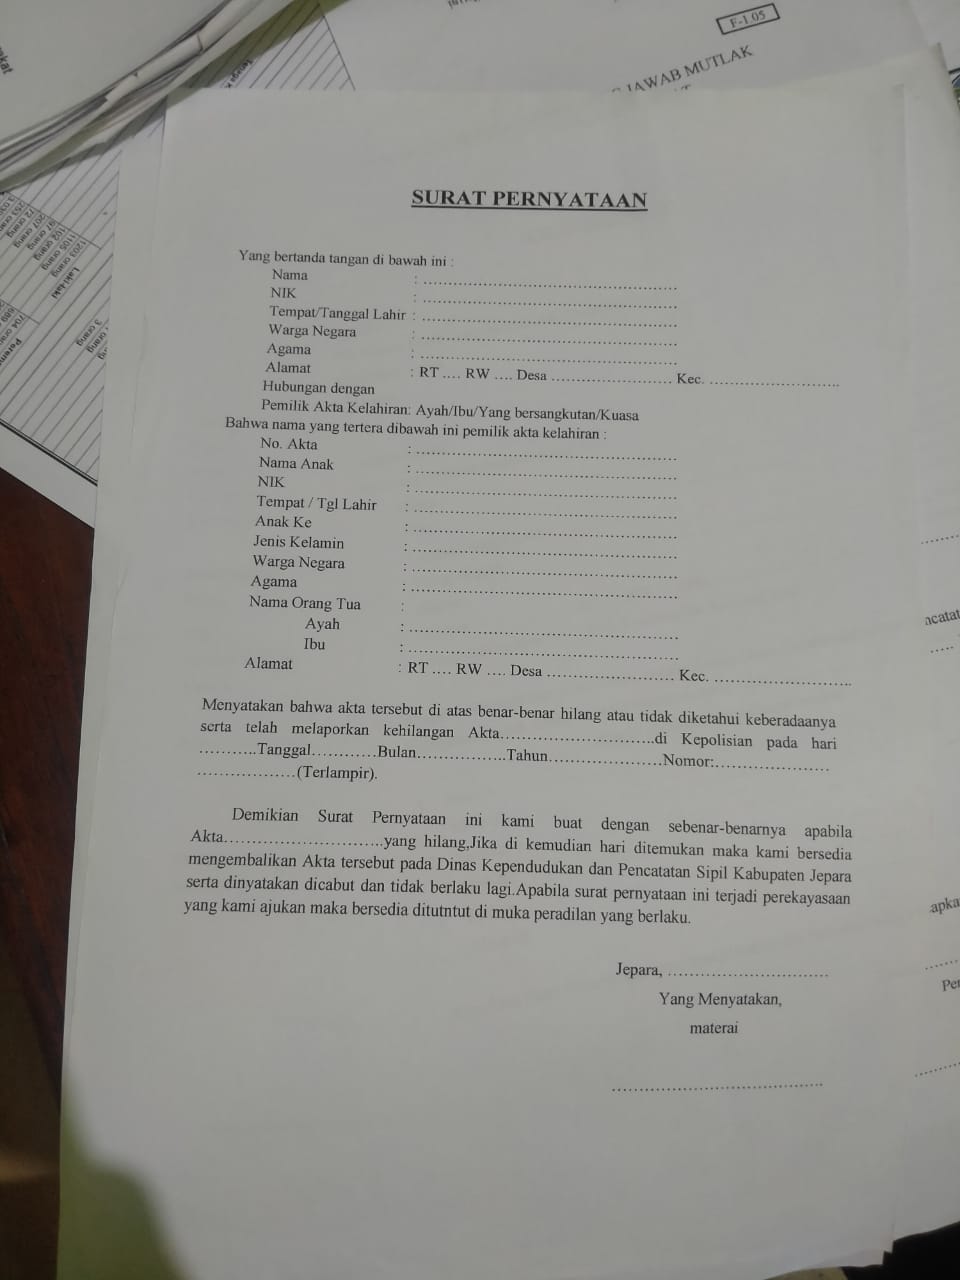 F-1.05
JAWAB MUTLAK
SURAT PERNYATAAN
Yang bertanda tangan di bawah ini :
Nama : ..............................................................
NIK : ..............................................................
Tempat/Tanggal Lahir : ..............................................................
Warga Negara : ..............................................................
Agama : ..............................................................
Alamat : RT .... RW .... Desa .......................... Kec. ............................
Hubungan dengan
Pemilik Akta Kelahiran: Ayah/Ibu/Yang bersangkutan/Kuasa
Bahwa nama yang tertera dibawah ini pemilik akta kelahiran :
No. Akta : ..............................................................
Nama Anak : ..............................................................
NIK : ..............................................................
Tempat / Tgl Lahir : ..............................................................
Anak Ke : ..............................................................
Jenis Kelamin : ..............................................................
Warga Negara : ..............................................................
Agama : ..............................................................
Nama Orang Tua :
Ayah : ..............................................................
Ibu : ..............................................................
Alamat : RT .... RW .... Desa ............................ Kec. ..............................
Menyatakan bahwa akta tersebut di atas benar-benar hilang atau tidak diketahui keberadaanya
serta telah melaporkan kehilangan Akta............................di Kepolisian pada hari
...........Tanggal............Bulan................Tahun.....................Nomor:.....................
..................(Terlampir).
Demikian Surat Pernyataan ini kami buat dengan sebenar-benarnya apabila
Akta.............................yang hilang,Jika di kemudian hari ditemukan maka kami bersedia
mengembalikan Akta tersebut pada Dinas Kependudukan dan Pencatatan Sipil Kabupaten Jepara
serta dinyatakan dicabut dan tidak berlaku lagi.Apabila surat pernyataan ini terjadi perekayasaan
yang kami ajukan maka bersedia ditutntut di muka peradilan yang berlaku.
Jepara, .............................
Yang Menyatakan,
materai
......................................